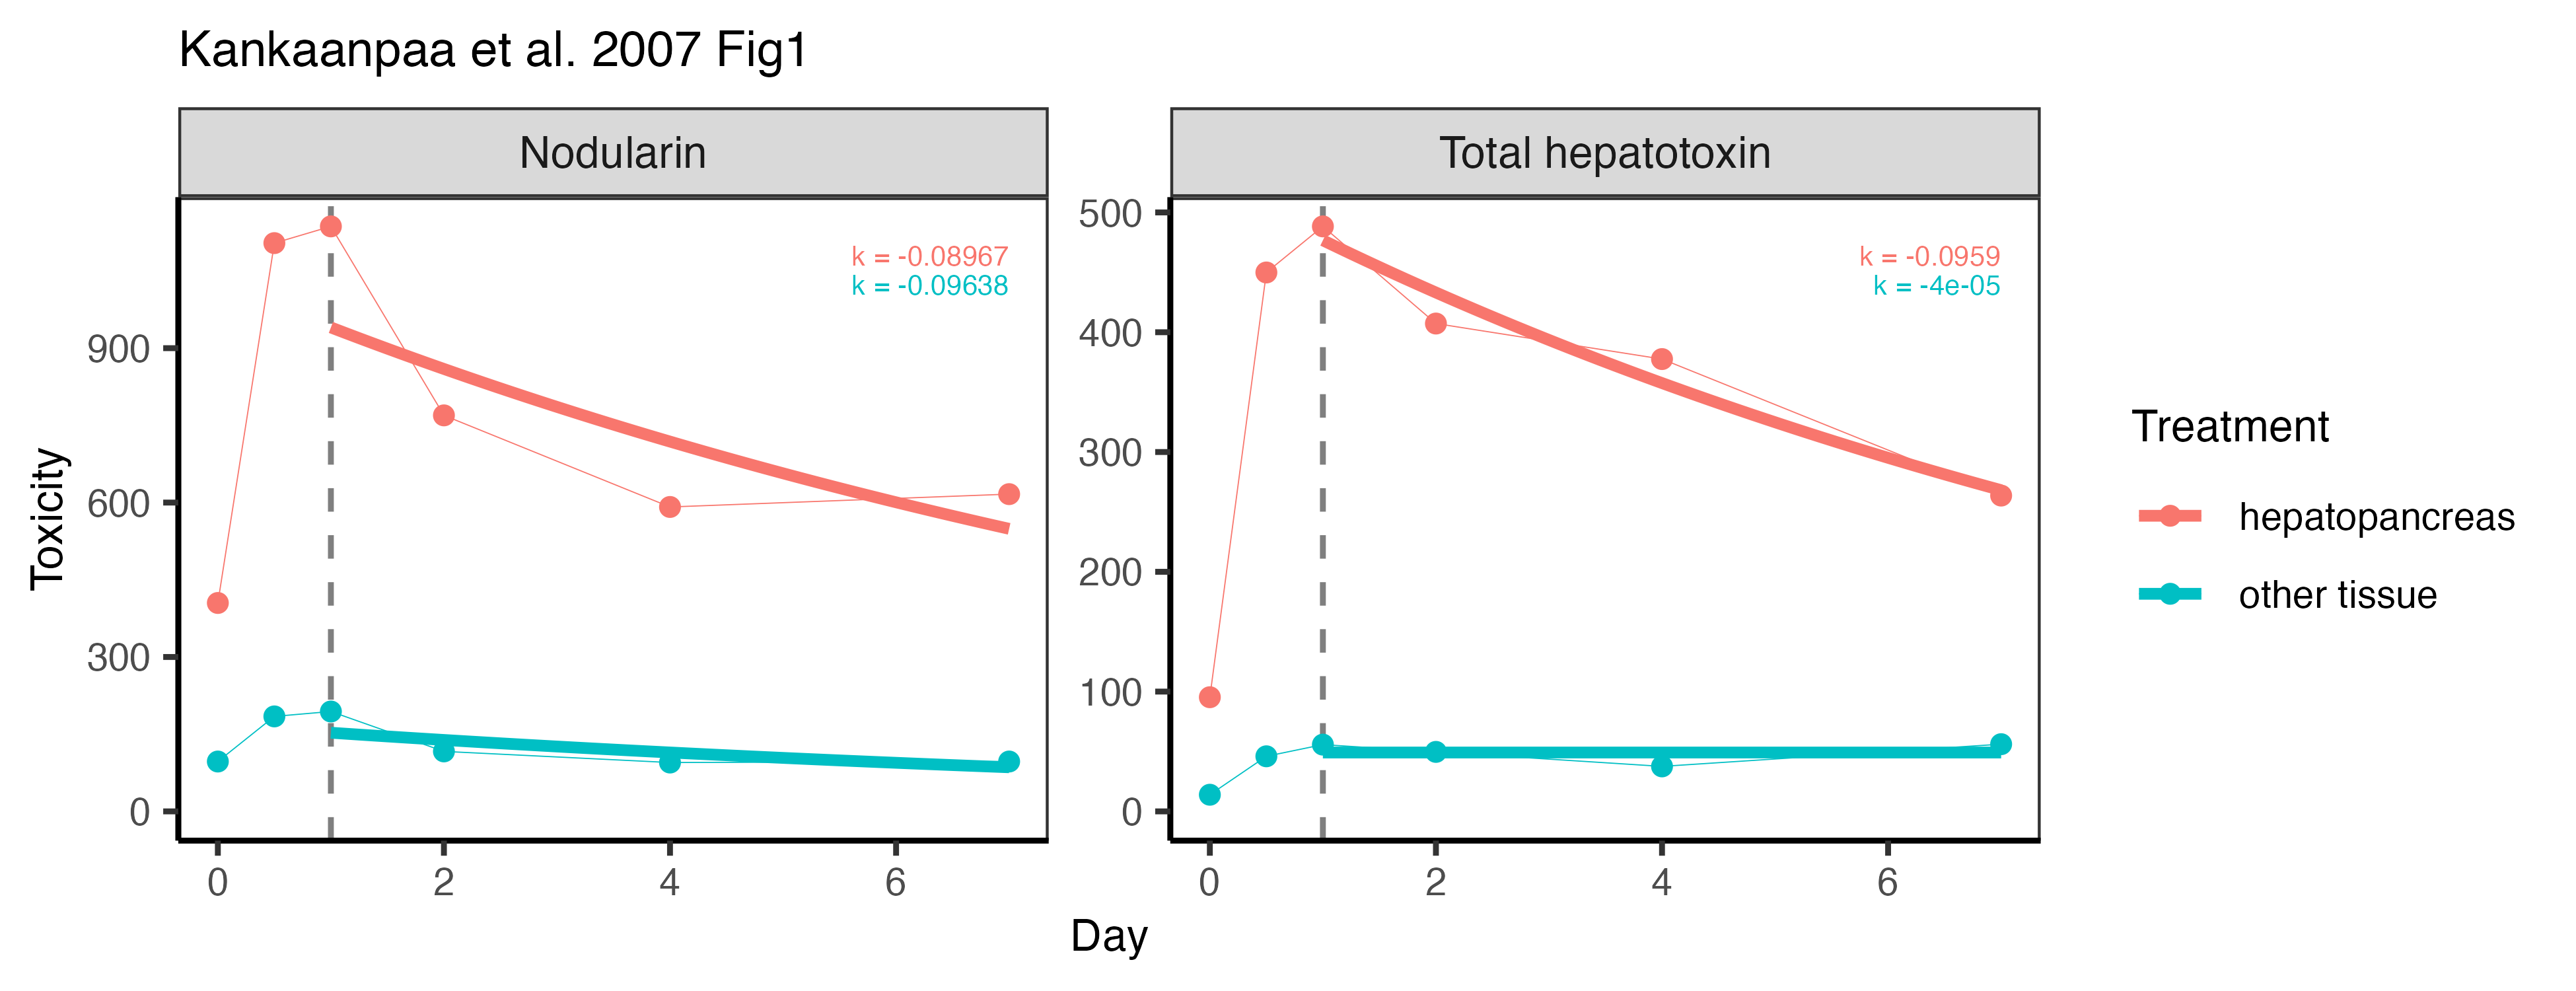 Kankaanpaa et al. 2007 Fig1
Nodularin
Total hepatotoxin
Toxicity
900
600
300
0
k = -0.08967
k = -0.09638
0 2 4 6
500
400
300
200
100
0
k = -0.0959
k = -4e-05
0 2 4 6
Day
Treatment
hepatopancreas
other tissue